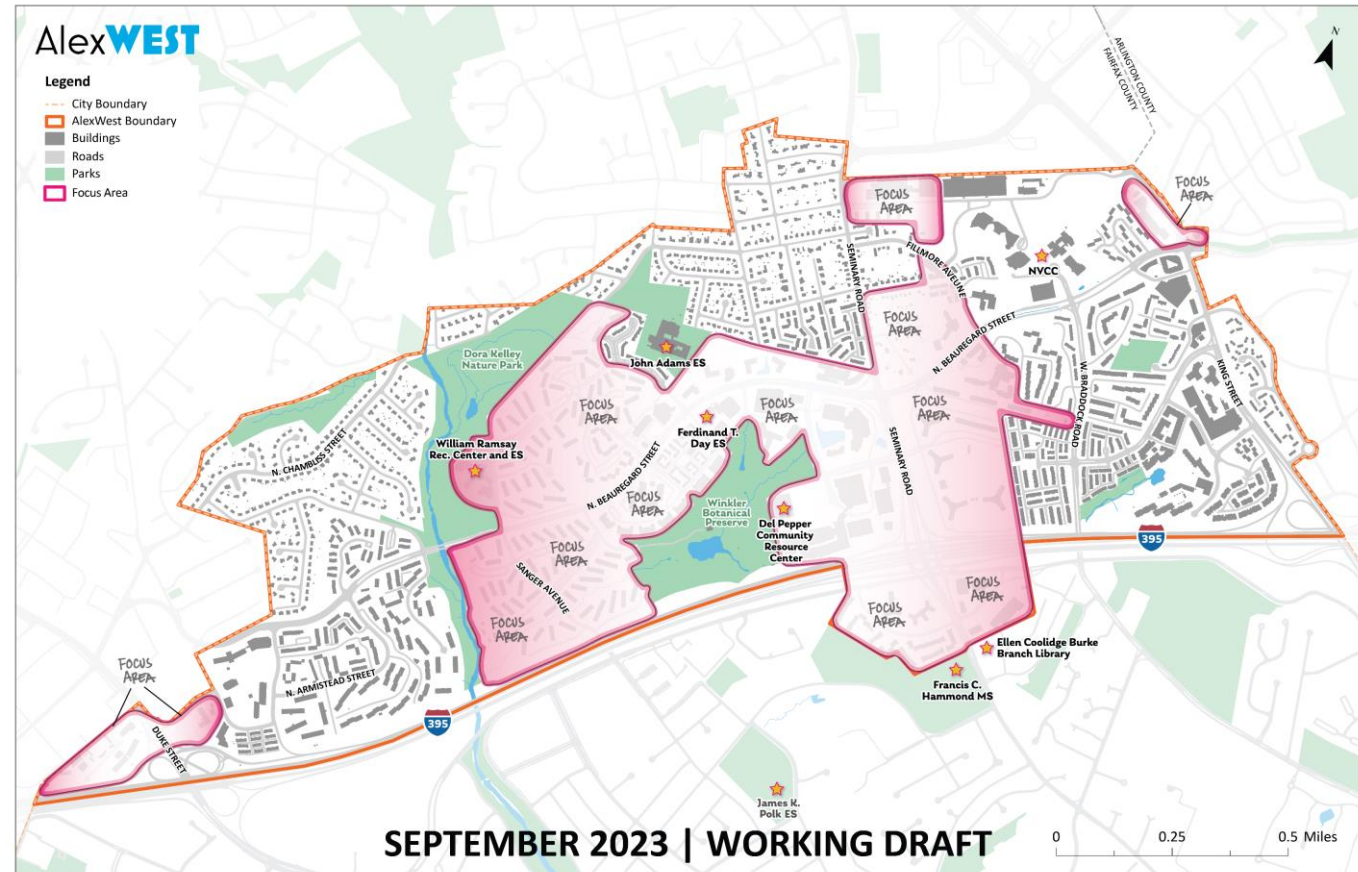 AlexWEST
Legend
City Boundary
AlexWest Boundary
Buildings
Roads
Parks
Focus Area
N
ARLINGTON COUNTY
FAIRFAX COUNTY
FOCUS
AREA
FOCUS
AREA
SEMINARY ROAD
FILLMORE AVEUNE
NVCC
FOCUS
AREA
N. BEAUREGARD STREET
Dora Kelley
Nature Park
John Adams ES
W. BRADDOCK ROAD
KING STREET
FOCUS
AREA
FOCUS
AREA
FOCUS
AREA
Ferdinand T.
Day ES
N. CHAMBLISS STREET
William Ramsay
Rec. Center and ES
N. BEAUREGARD STREET
SEMINARY ROAD
FOCUS
AREA
Winkler
Botanical
Preserve
Del Pepper
Community
Resource
Center
395
FOCUS
AREA
SANGER AVENUE
FOCUS
AREA
FOCUS
AREA
FOCUS
AREA
Ellen Coolidge Burke
Branch Library
Francis C.
Hammond MS
FOCUS
AREA
N. ARMISTEAD STREET
395
DUKE STREET
James K.
Polk ES
SEPTEMBER 2023 | WORKING DRAFT
0 0.25 0.5 Miles